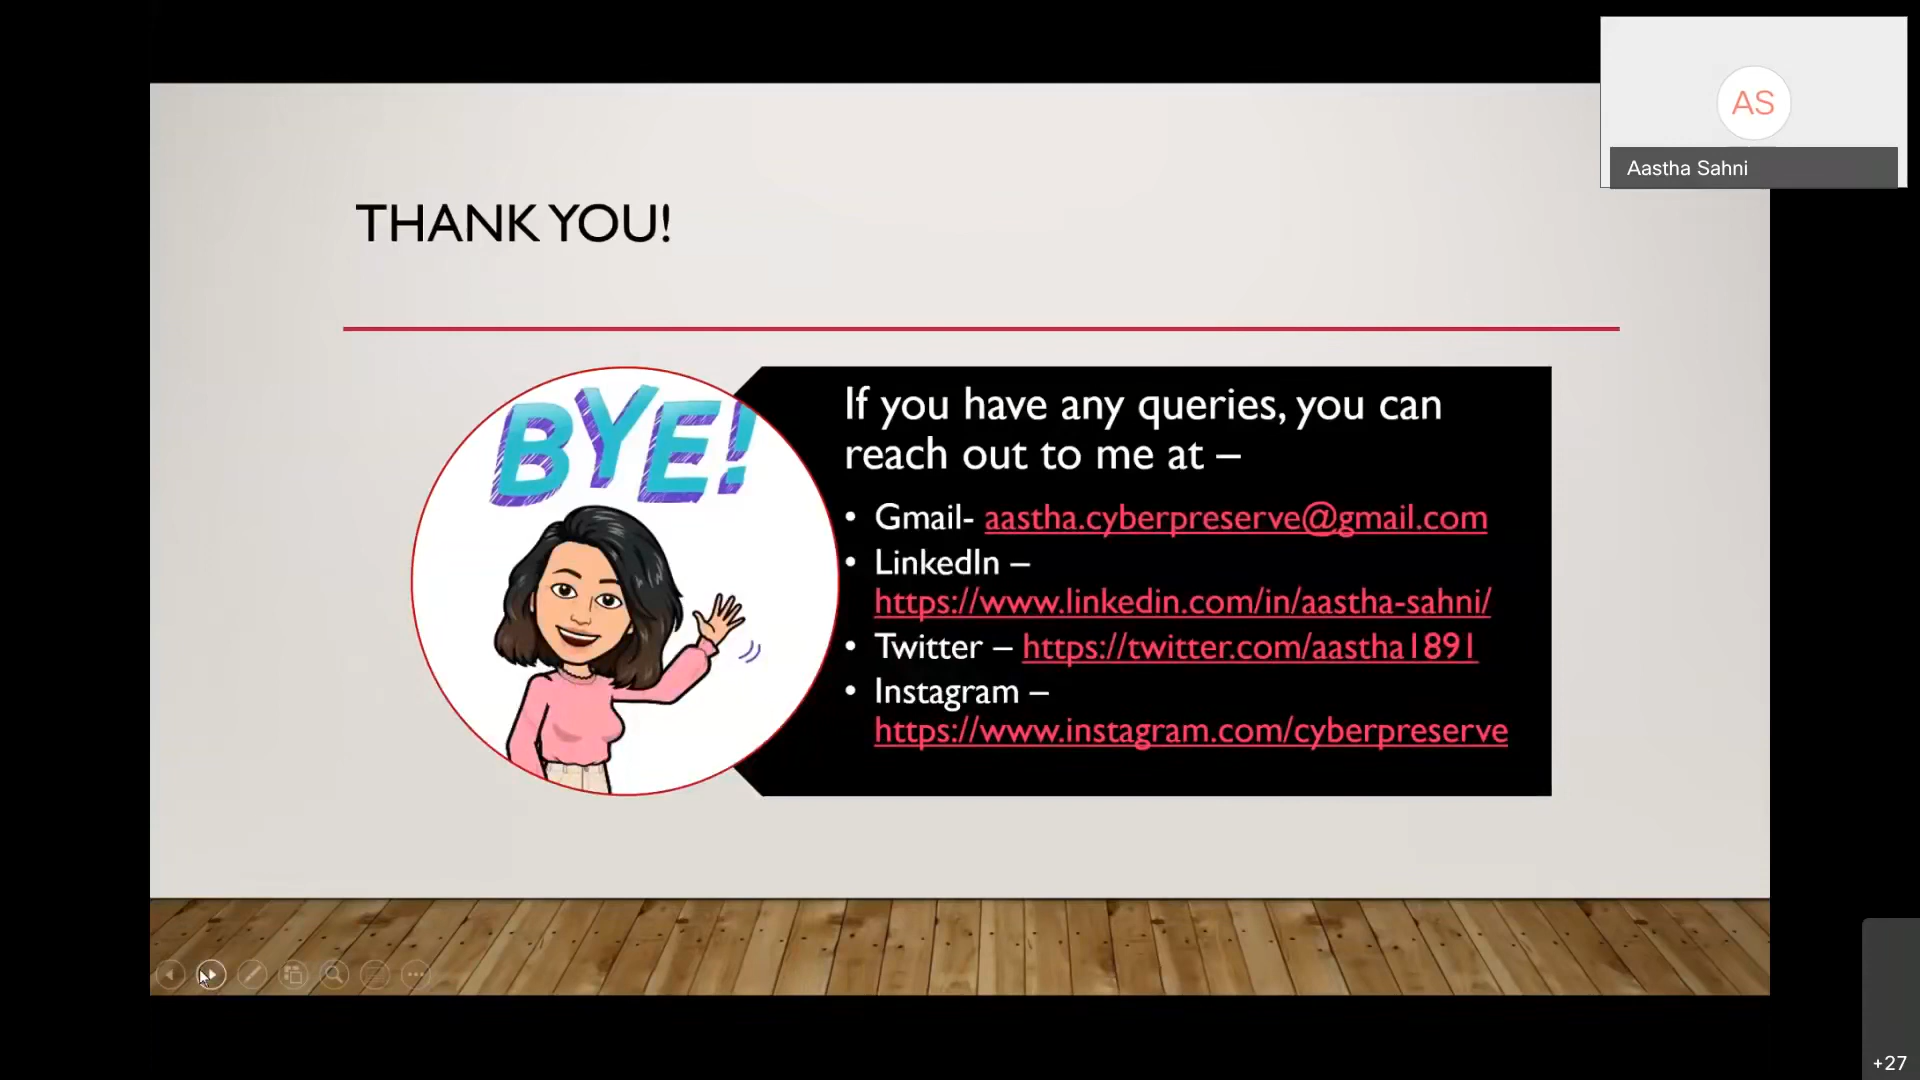 AS
Aastha Sahni
THANK YOU!
BYE!
If you have any queries, you can
reach out to me at –
• Gmail- aastha.cyberpreserve@gmail.com
• LinkedIn –
https://www.linkedin.com/in/aastha-sahni/
• Twitter – https://twitter.com/aastha1891
• Instagram –
https://www.instagram.com/cyberpreserve
+27